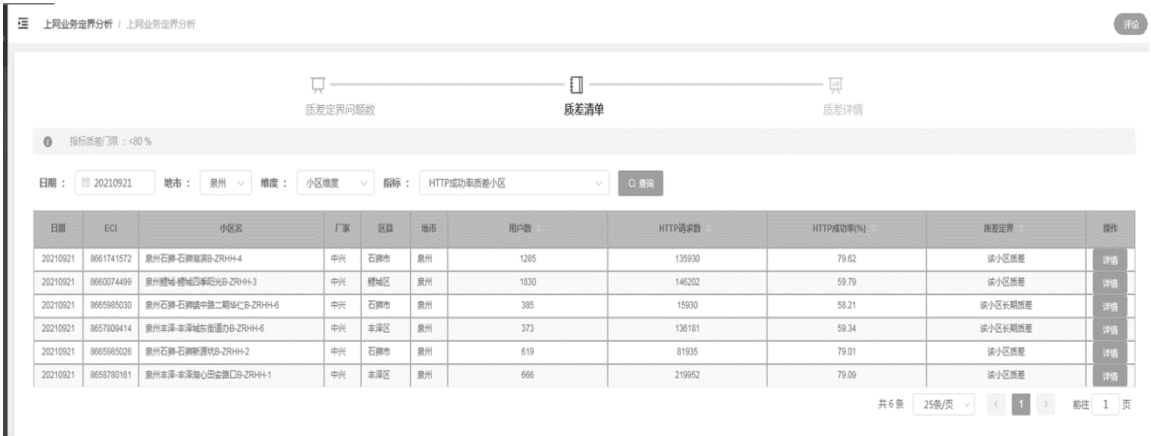 上网业务定界分析 / 上网业务定界分析 评论
质差定界问题数 质差清单 质差详情
指标质差门限 ：<80 %
日期 ： 20210921 地市 ： 泉州 维度 ： 小区维度 指标 ： HTTP成功率质差小区 查询
日期 ECI 小区名 厂家 区县 地市 用户数 HTTP请求数 HTTP成功率(%) 质差定界 操作
20210921 8661741572 泉州石狮-石狮湖滨B-ZRHH-4 中兴 石狮市 泉州 1285 135930 79.62 该小区质差 详情
20210921 8660074499 泉州鲤城-鲤城四季阳光B-ZRHH-3 中兴 鲤城区 泉州 1830 146202 59.79 该小区质差 详情
20210921 8665985030 泉州石狮-石狮镇中路二期华仁B-ZRHH-6 中兴 石狮市 泉州 385 15930 58.21 该小区长期质差 详情
20210921 8657809414 泉州丰泽-丰泽城东街道办B-ZRHH-6 中兴 丰泽区 泉州 373 136181 59.34 该小区长期质差 详情
20210921 8665985026 泉州石狮-石狮新源坑B-ZRHH-2 中兴 石狮市 泉州 619 81935 79.01 该小区质差 详情
20210921 8658780161 泉州丰泽-丰泽湖心田安路口B-ZRHH-1 中兴 丰泽区 泉州 666 219952 79.09 该小区质差 详情
共 6 条 25条/页 < 1 > 前往 1 页